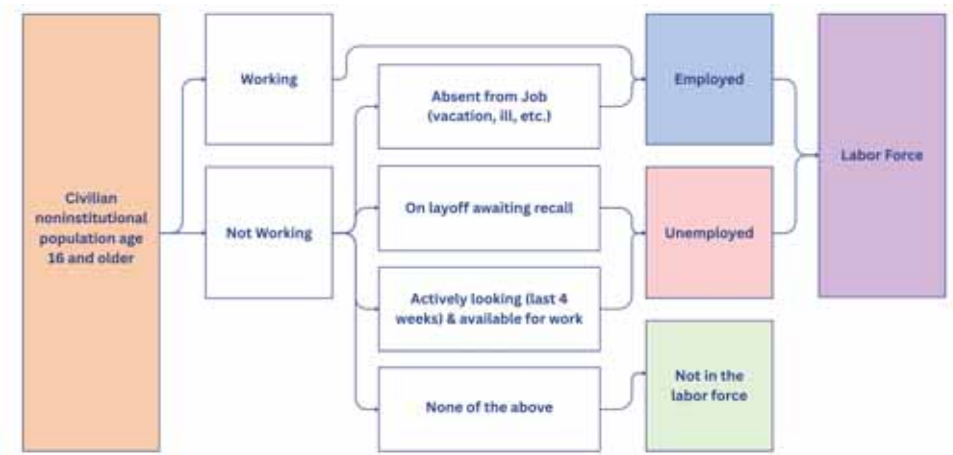 Civilian
noninstitutional
population age
16 and older
Working
Not Working
Absent from Job
(vacation, ill, etc.)
On layoff awaiting recall
Actively looking (last 4
weeks) & available for work
None of the above
Employed
Unemployed
Not in the
labor force
Labor Force